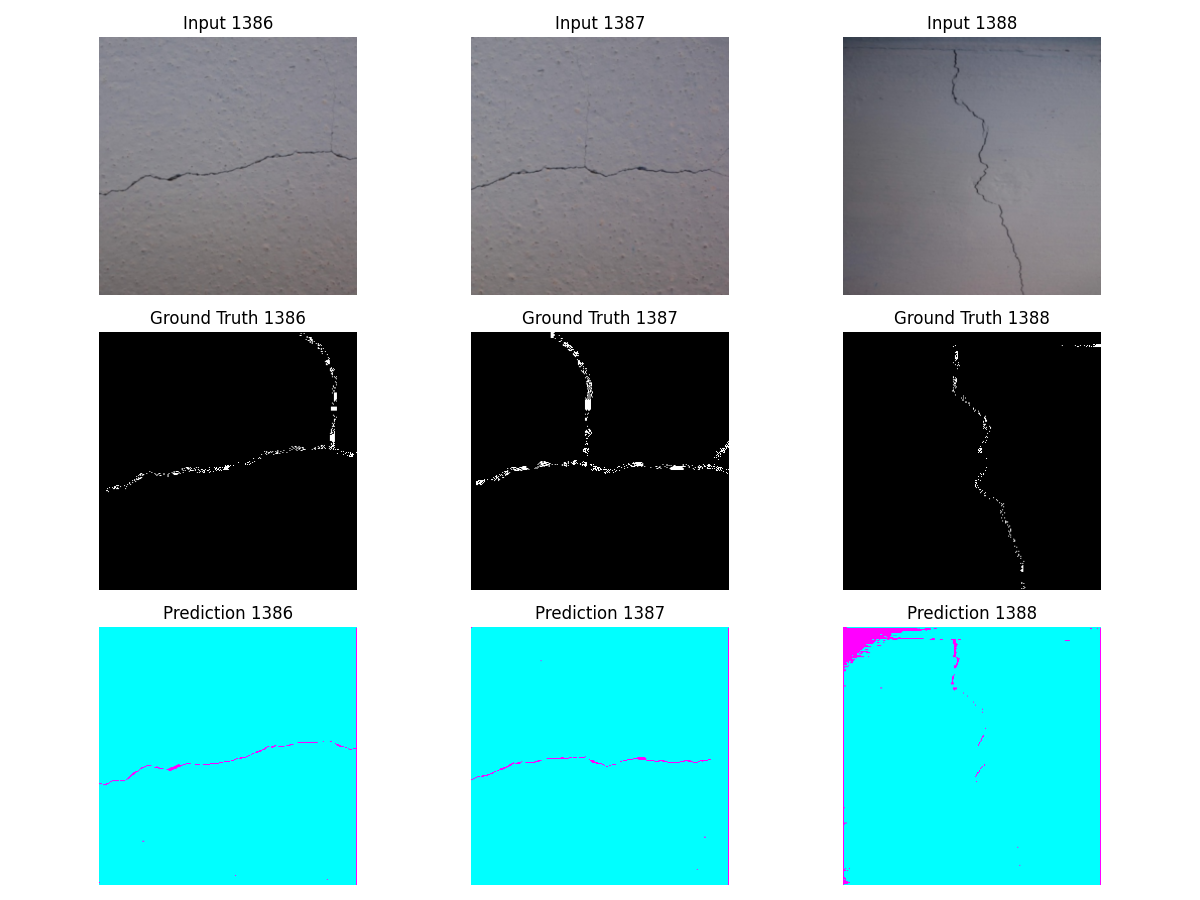 Input 1386
Input 1387
Input 1388
Ground Truth 1386
Ground Truth 1387
Ground Truth 1388
Prediction 1386
Prediction 1387
Prediction 1388